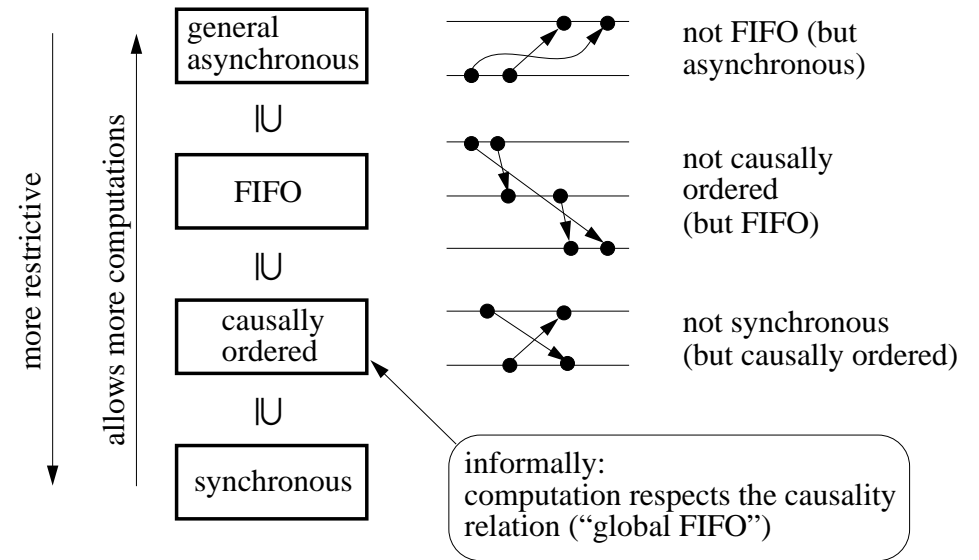 more restrictive
allows more computations
general
asynchronous
not FIFO (but
asynchronous)
FIFO
not causally
ordered
(but FIFO)
causally
ordered
not synchronous
(but causally ordered)
synchronous
informally:
computation respects the causality
relation (“global FIFO”)